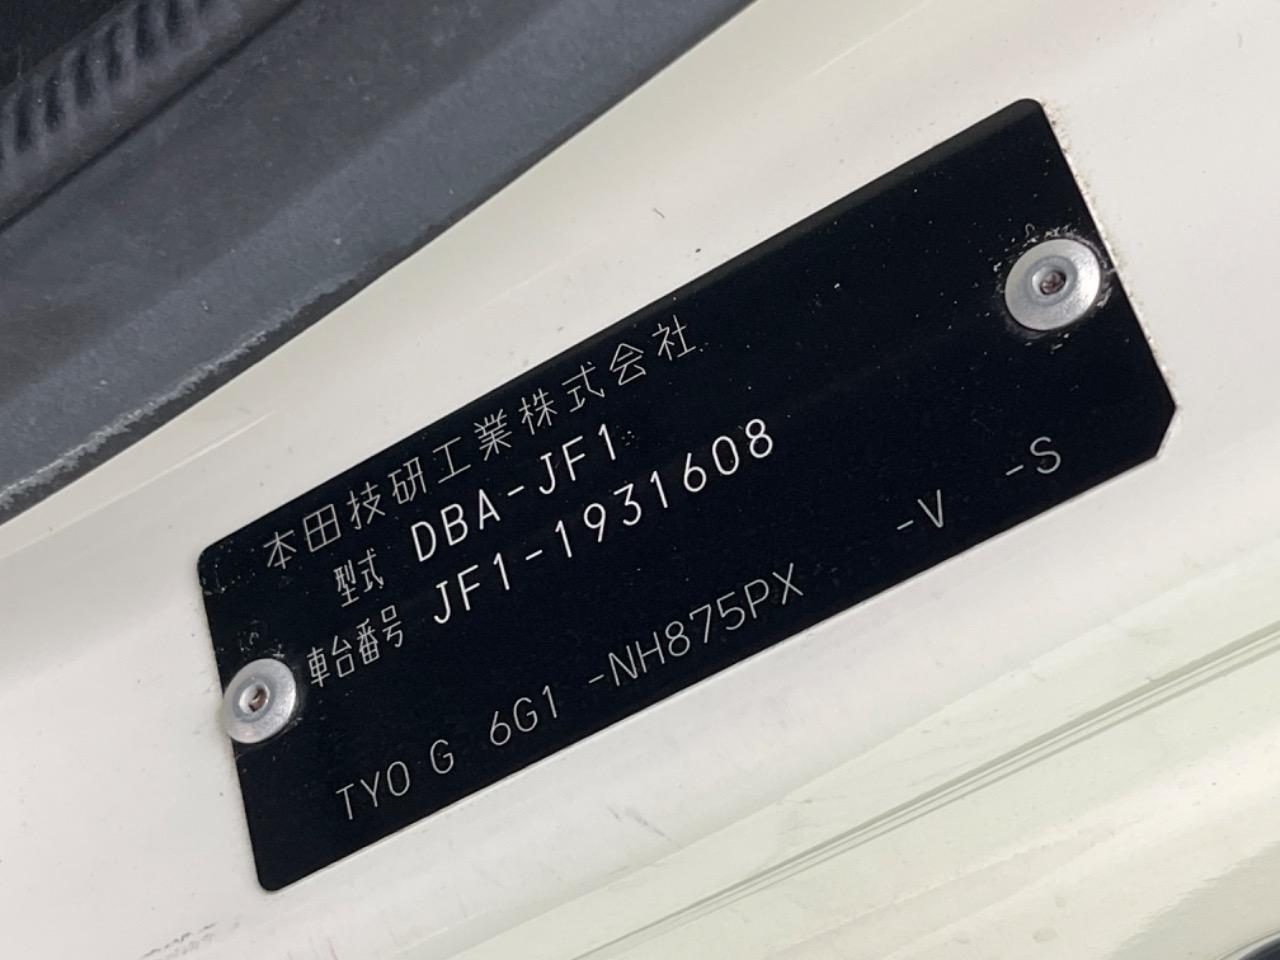 本田技研工業株式会社
型式 DBA-JF1
車台番号 JF1-1931608
TYO G 6G1 -NH875PX -V -S